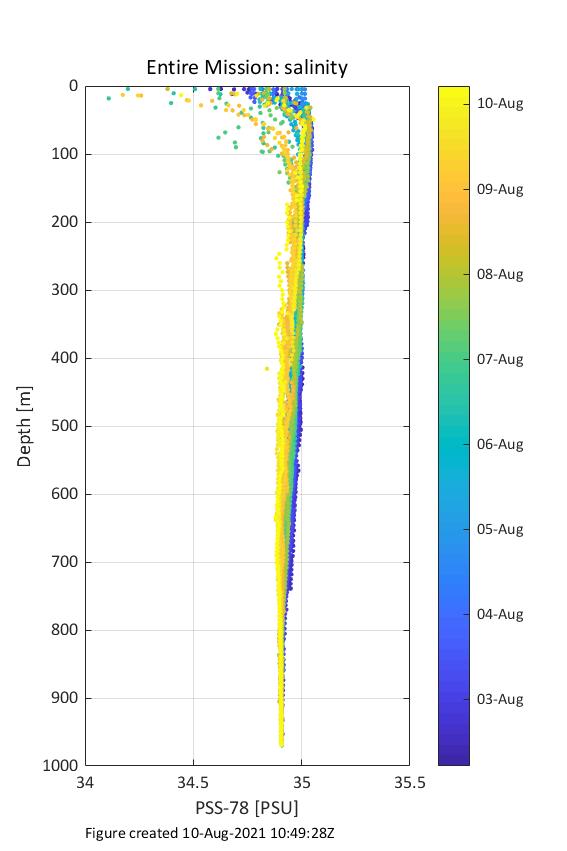 Entire Mission: salinity
0
100
200
300
400
500
600
700
800
900
1000
Depth [m]
34
34.5
35
35.5
PSS-78 [PSU]
10-Aug
09-Aug
08-Aug
07-Aug
06-Aug
05-Aug
04-Aug
03-Aug
Figure created 10-Aug-2021 10:49:28Z